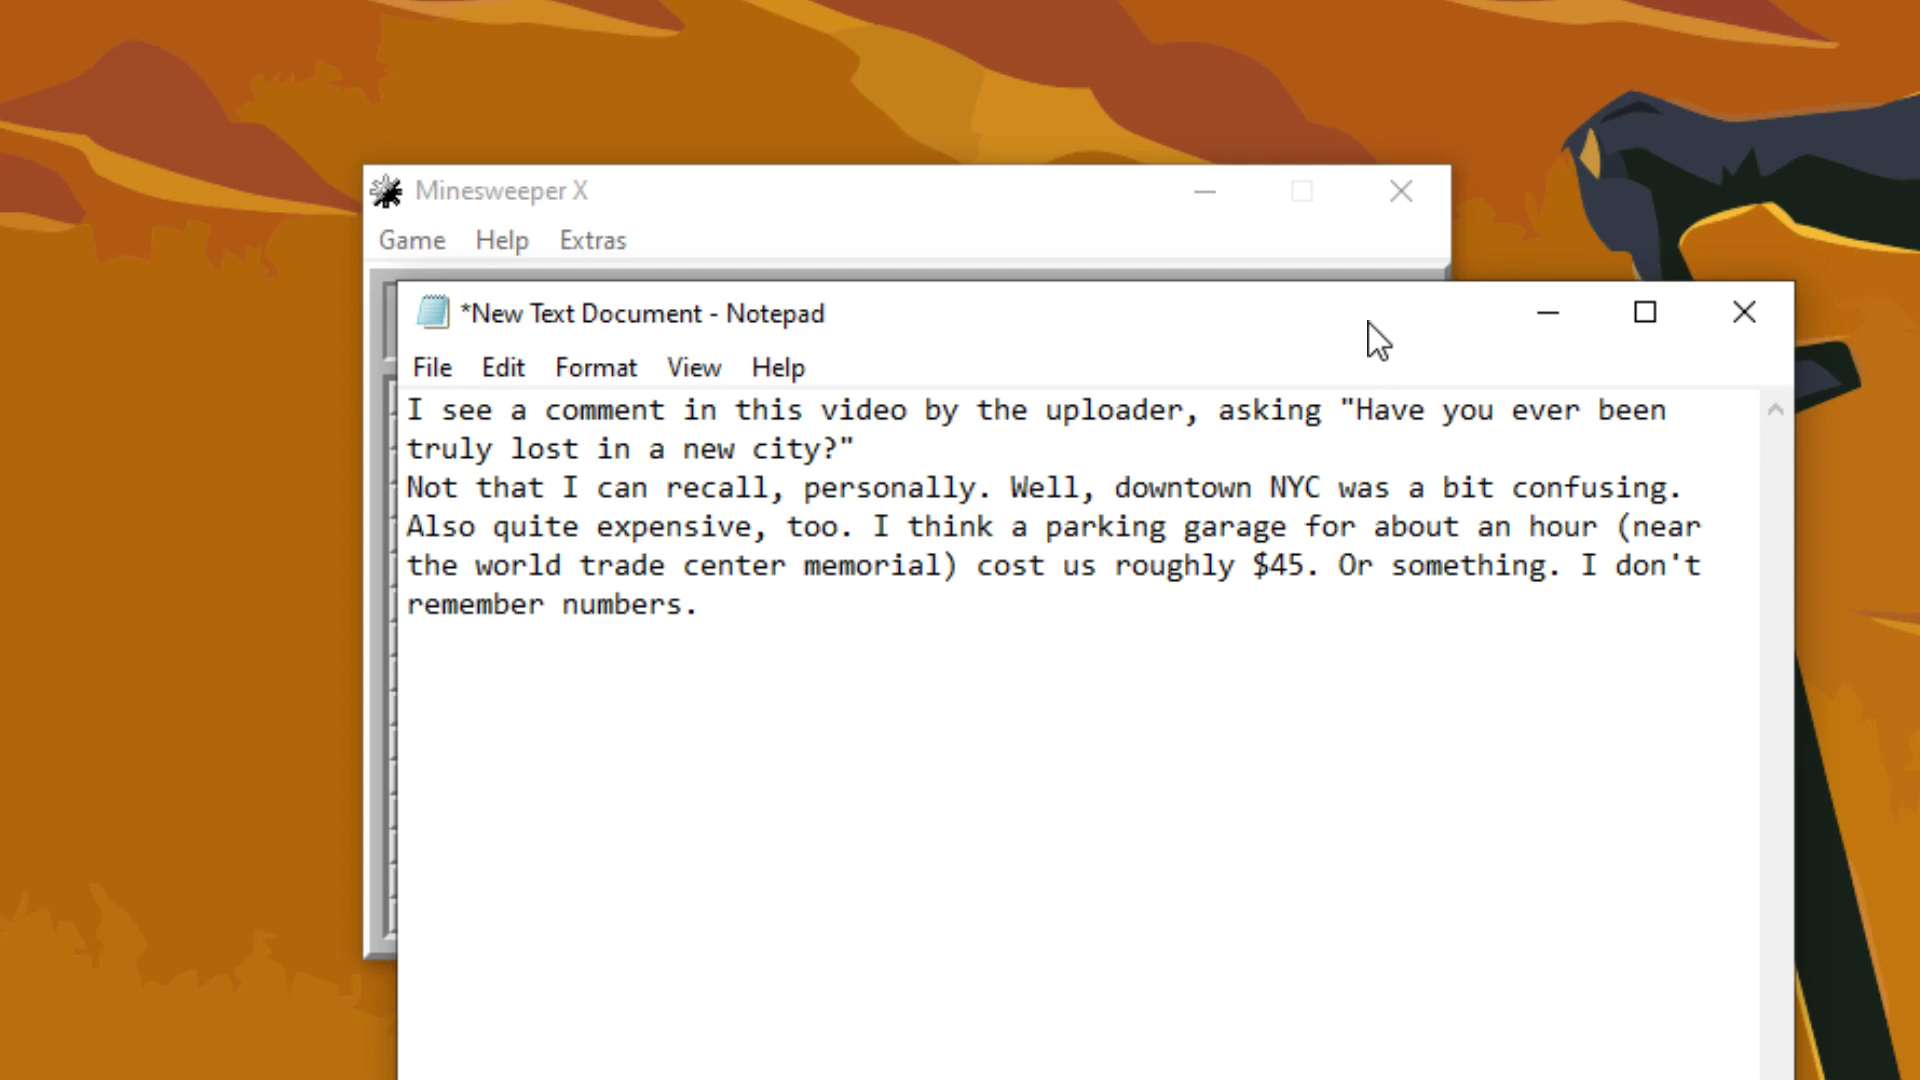 Minesweeper X
Game Help Extras
*New Text Document - Notepad
File Edit Format View Help
I see a comment in this video by the uploader, asking "Have you ever been
truly lost in a new city?"
Not that I can recall, personally. Well, downtown NYC was a bit confusing.
Also quite expensive, too. I think a parking garage for about an hour (near
the world trade center memorial) cost us roughly $45. Or something. I don't
remember numbers.